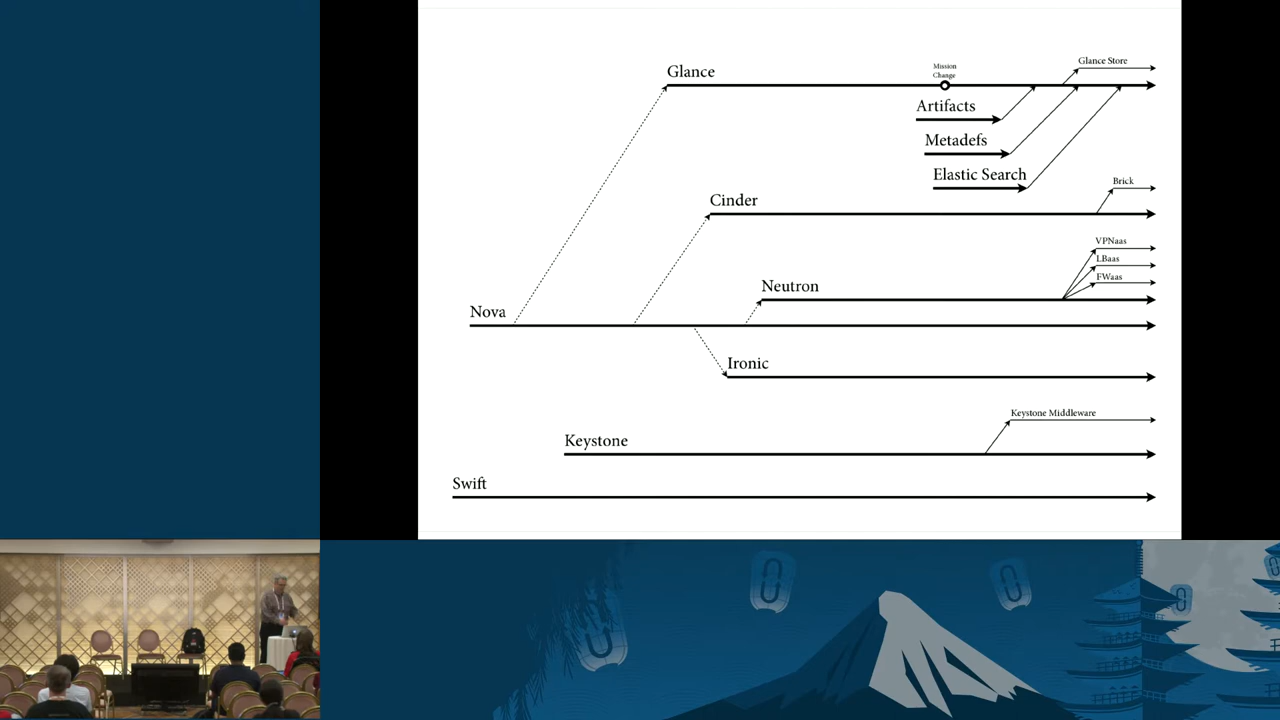 Glance
Mission
Change
Glance Store
Artifacts
Metadefs
Elastic Search
Brick
Cinder
VPNaas
LBaas
FWaas
Neutron
Nova
Ironic
Keystone Middleware
Keystone
Swift